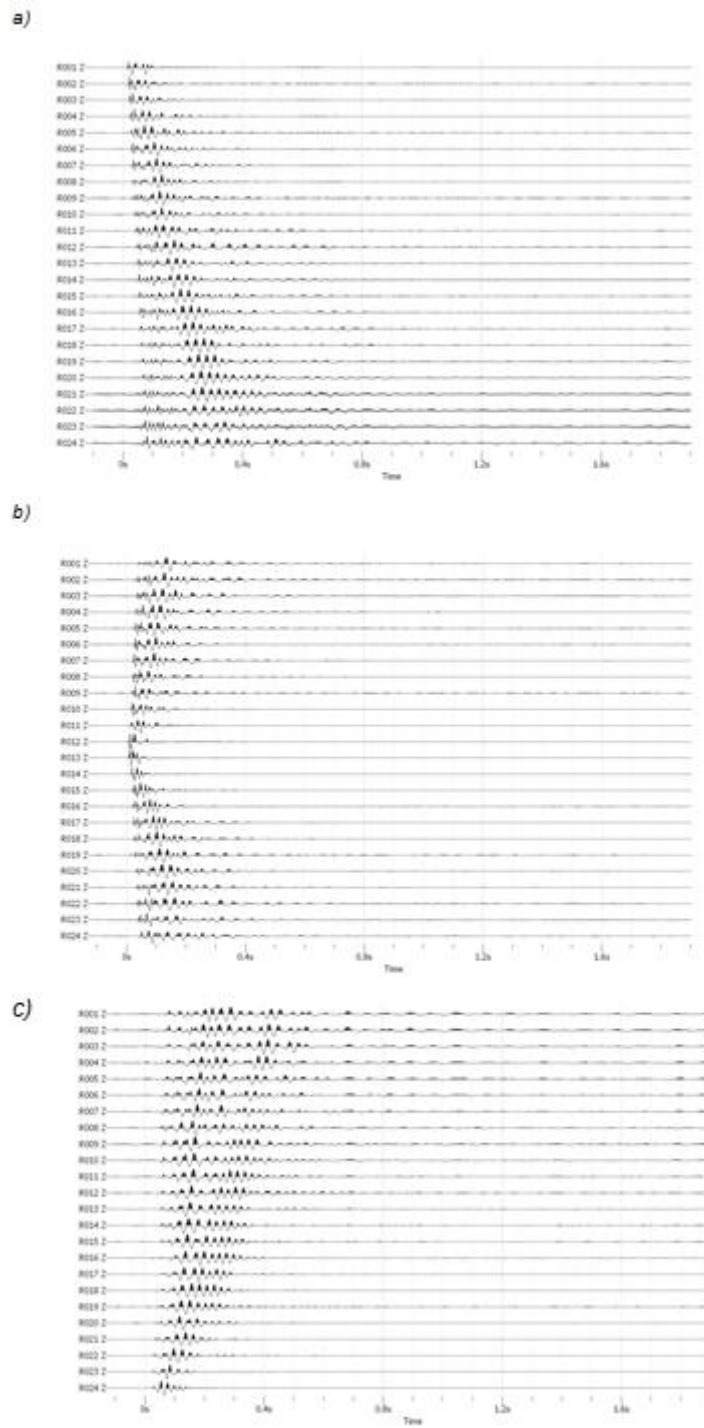 a)
R001 Z
R002 Z
R003 Z
R004 Z
R005 Z
R006 Z
R007 Z
R008 Z
R009 Z
R010 Z
R011 Z
R012 Z
R013 Z
R014 Z
R015 Z
R016 Z
R017 Z
R018 Z
R019 Z
R020 Z
R021 Z
R022 Z
R023 Z
R024 Z
0s 0.4s 0.8s 1.2s 1.6s
Time
b)
R001 Z
R002 Z
R003 Z
R004 Z
R005 Z
R006 Z
R007 Z
R008 Z
R009 Z
R010 Z
R011 Z
R012 Z
R013 Z
R014 Z
R015 Z
R016 Z
R017 Z
R018 Z
R019 Z
R020 Z
R021 Z
R022 Z
R023 Z
R024 Z
0s 0.4s 0.8s 1.2s 1.6s
Time
c)
R001 Z
R002 Z
R003 Z
R004 Z
R005 Z
R006 Z
R007 Z
R008 Z
R009 Z
R010 Z
R011 Z
R012 Z
R013 Z
R014 Z
R015 Z
R016 Z
R017 Z
R018 Z
R019 Z
R020 Z
R021 Z
R022 Z
R023 Z
R024 Z
0s 0.4s 0.8s 1.2s 1.6s
Time